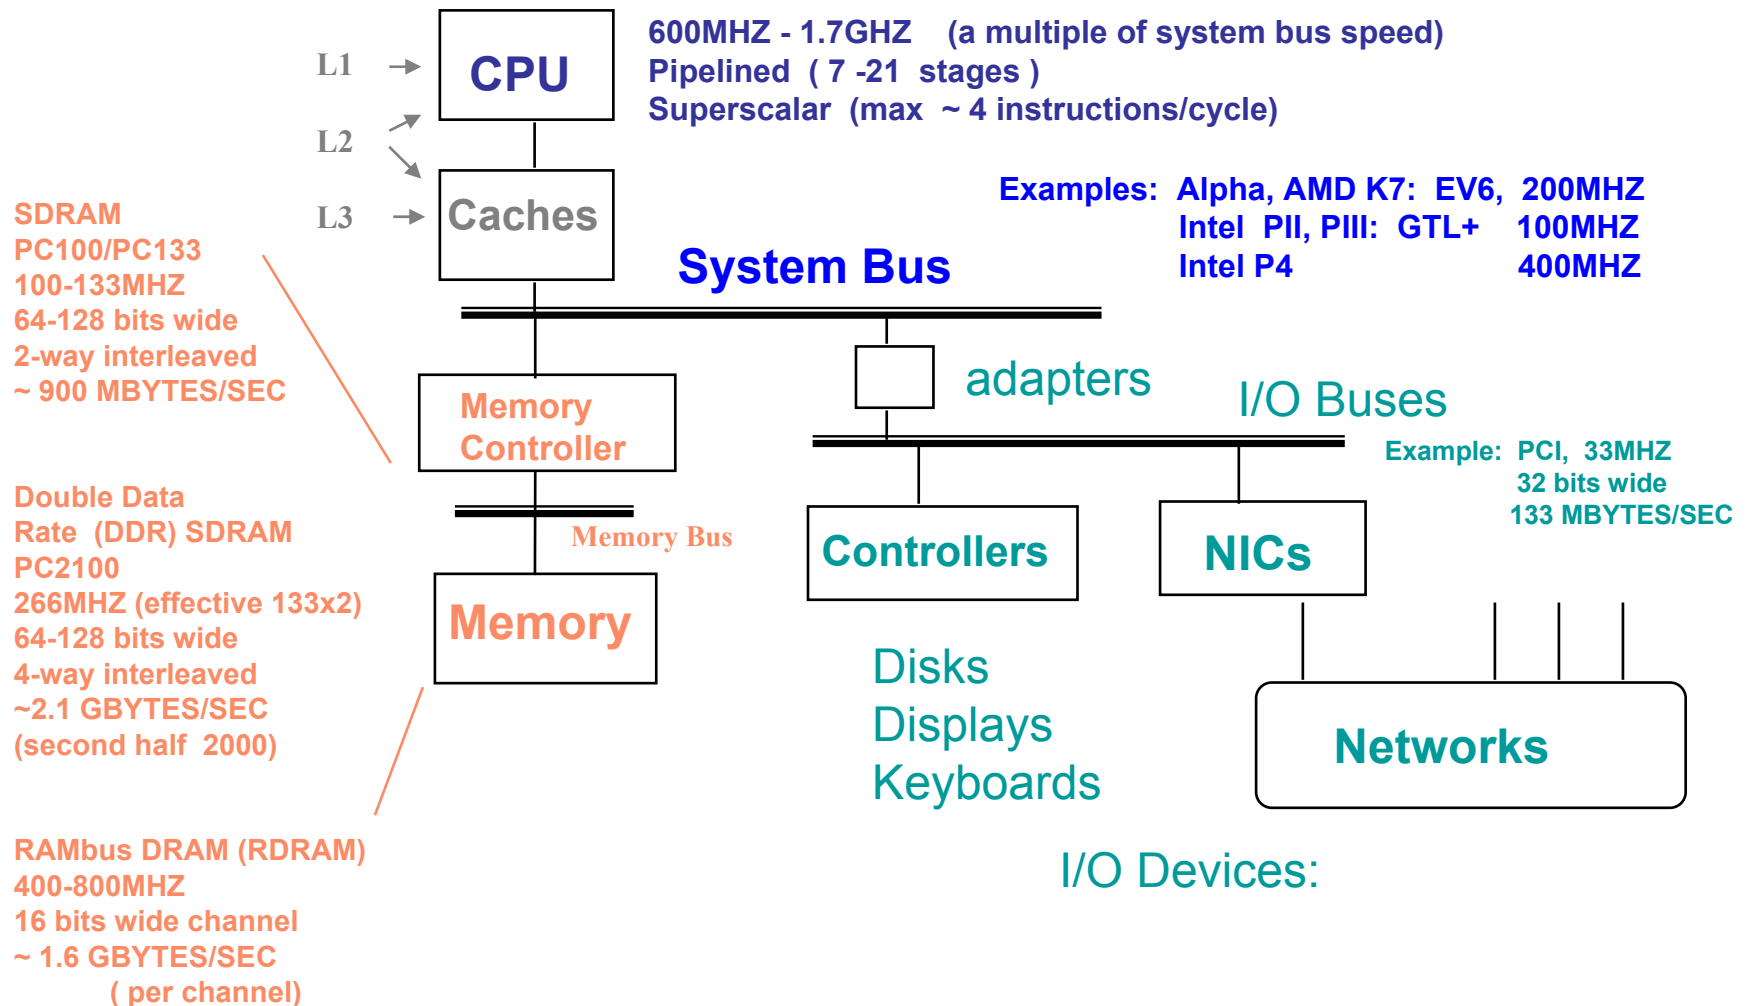 CPU
600MHZ - 1.7GHZ (a multiple of system bus speed)
Pipelined ( 7 -21 stages )
Superscalar (max ~ 4 instructions/cycle)
L1
L2
L3
Caches
Examples: Alpha, AMD K7: EV6, 200MHZ
Intel PII, PIII: GTL+ 100MHZ
Intel P4 400MHZ
System Bus
SDRAM
PC100/PC133
100-133MHZ
64-128 bits wide
2-way interleaved
~ 900 MBYTES/SEC
Memory
Controller
adapters
I/O Buses
Example: PCI, 33MHZ
32 bits wide
133 MBYTES/SEC
Double Data
Rate (DDR) SDRAM
PC2100
266MHZ (effective 133x2)
64-128 bits wide
4-way interleaved
~2.1 GBYTES/SEC
(second half 2000)
Memory Bus
Memory
Controllers
NICs
Disks
Displays
Keyboards
Networks
I/O Devices:
RAMbus DRAM (RDRAM)
400-800MHZ
16 bits wide channel
~ 1.6 GBYTES/SEC
( per channel)